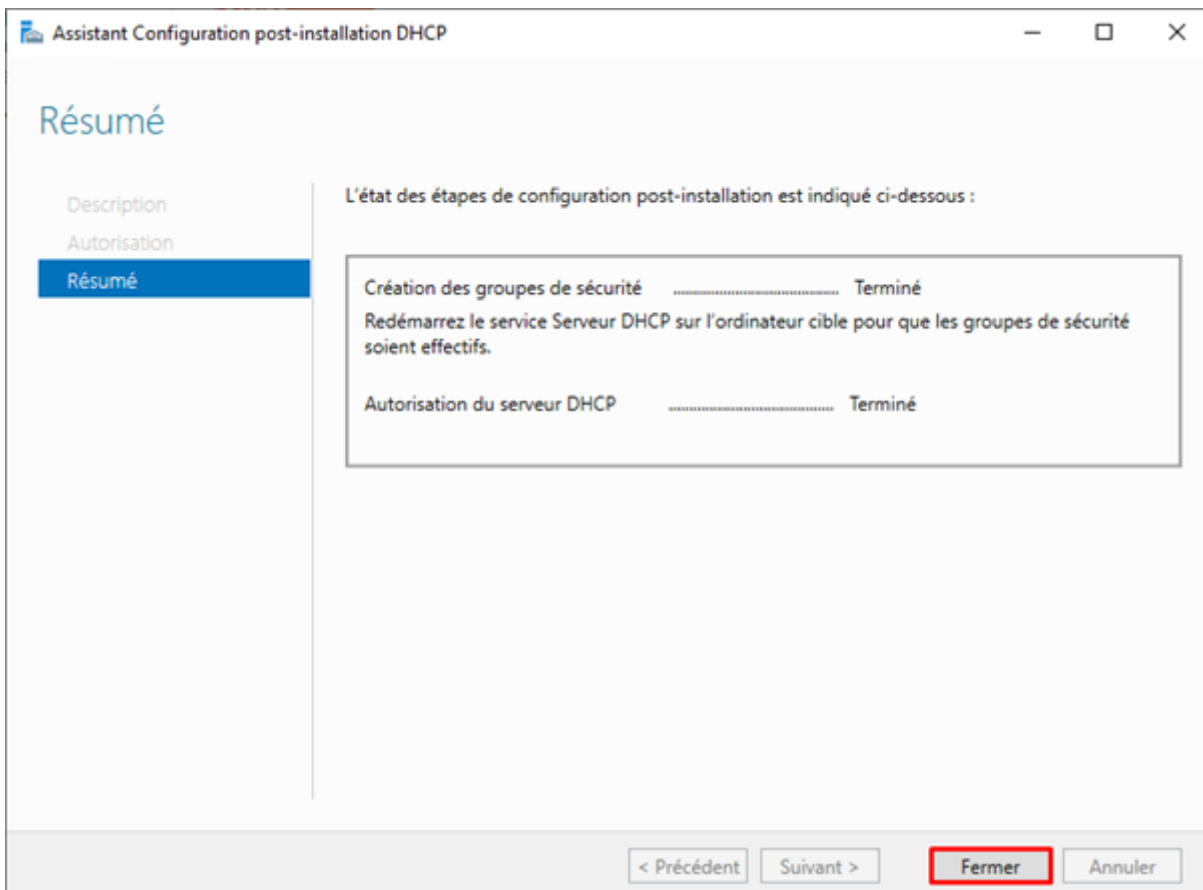 Assistant Configuration post-installation DHCP
Résumé
Description
Autorisation
Résumé
L'état des étapes de configuration post-installation est indiqué ci-dessous :
Création des groupes de sécurité ........................................ Terminé
Redémarrez le service Serveur DHCP sur l'ordinateur cible pour que les groupes de sécurité
soient effectifs.
Autorisation du serveur DHCP ........................................ Terminé
< Précédent
Suivant >
Fermer
Annuler